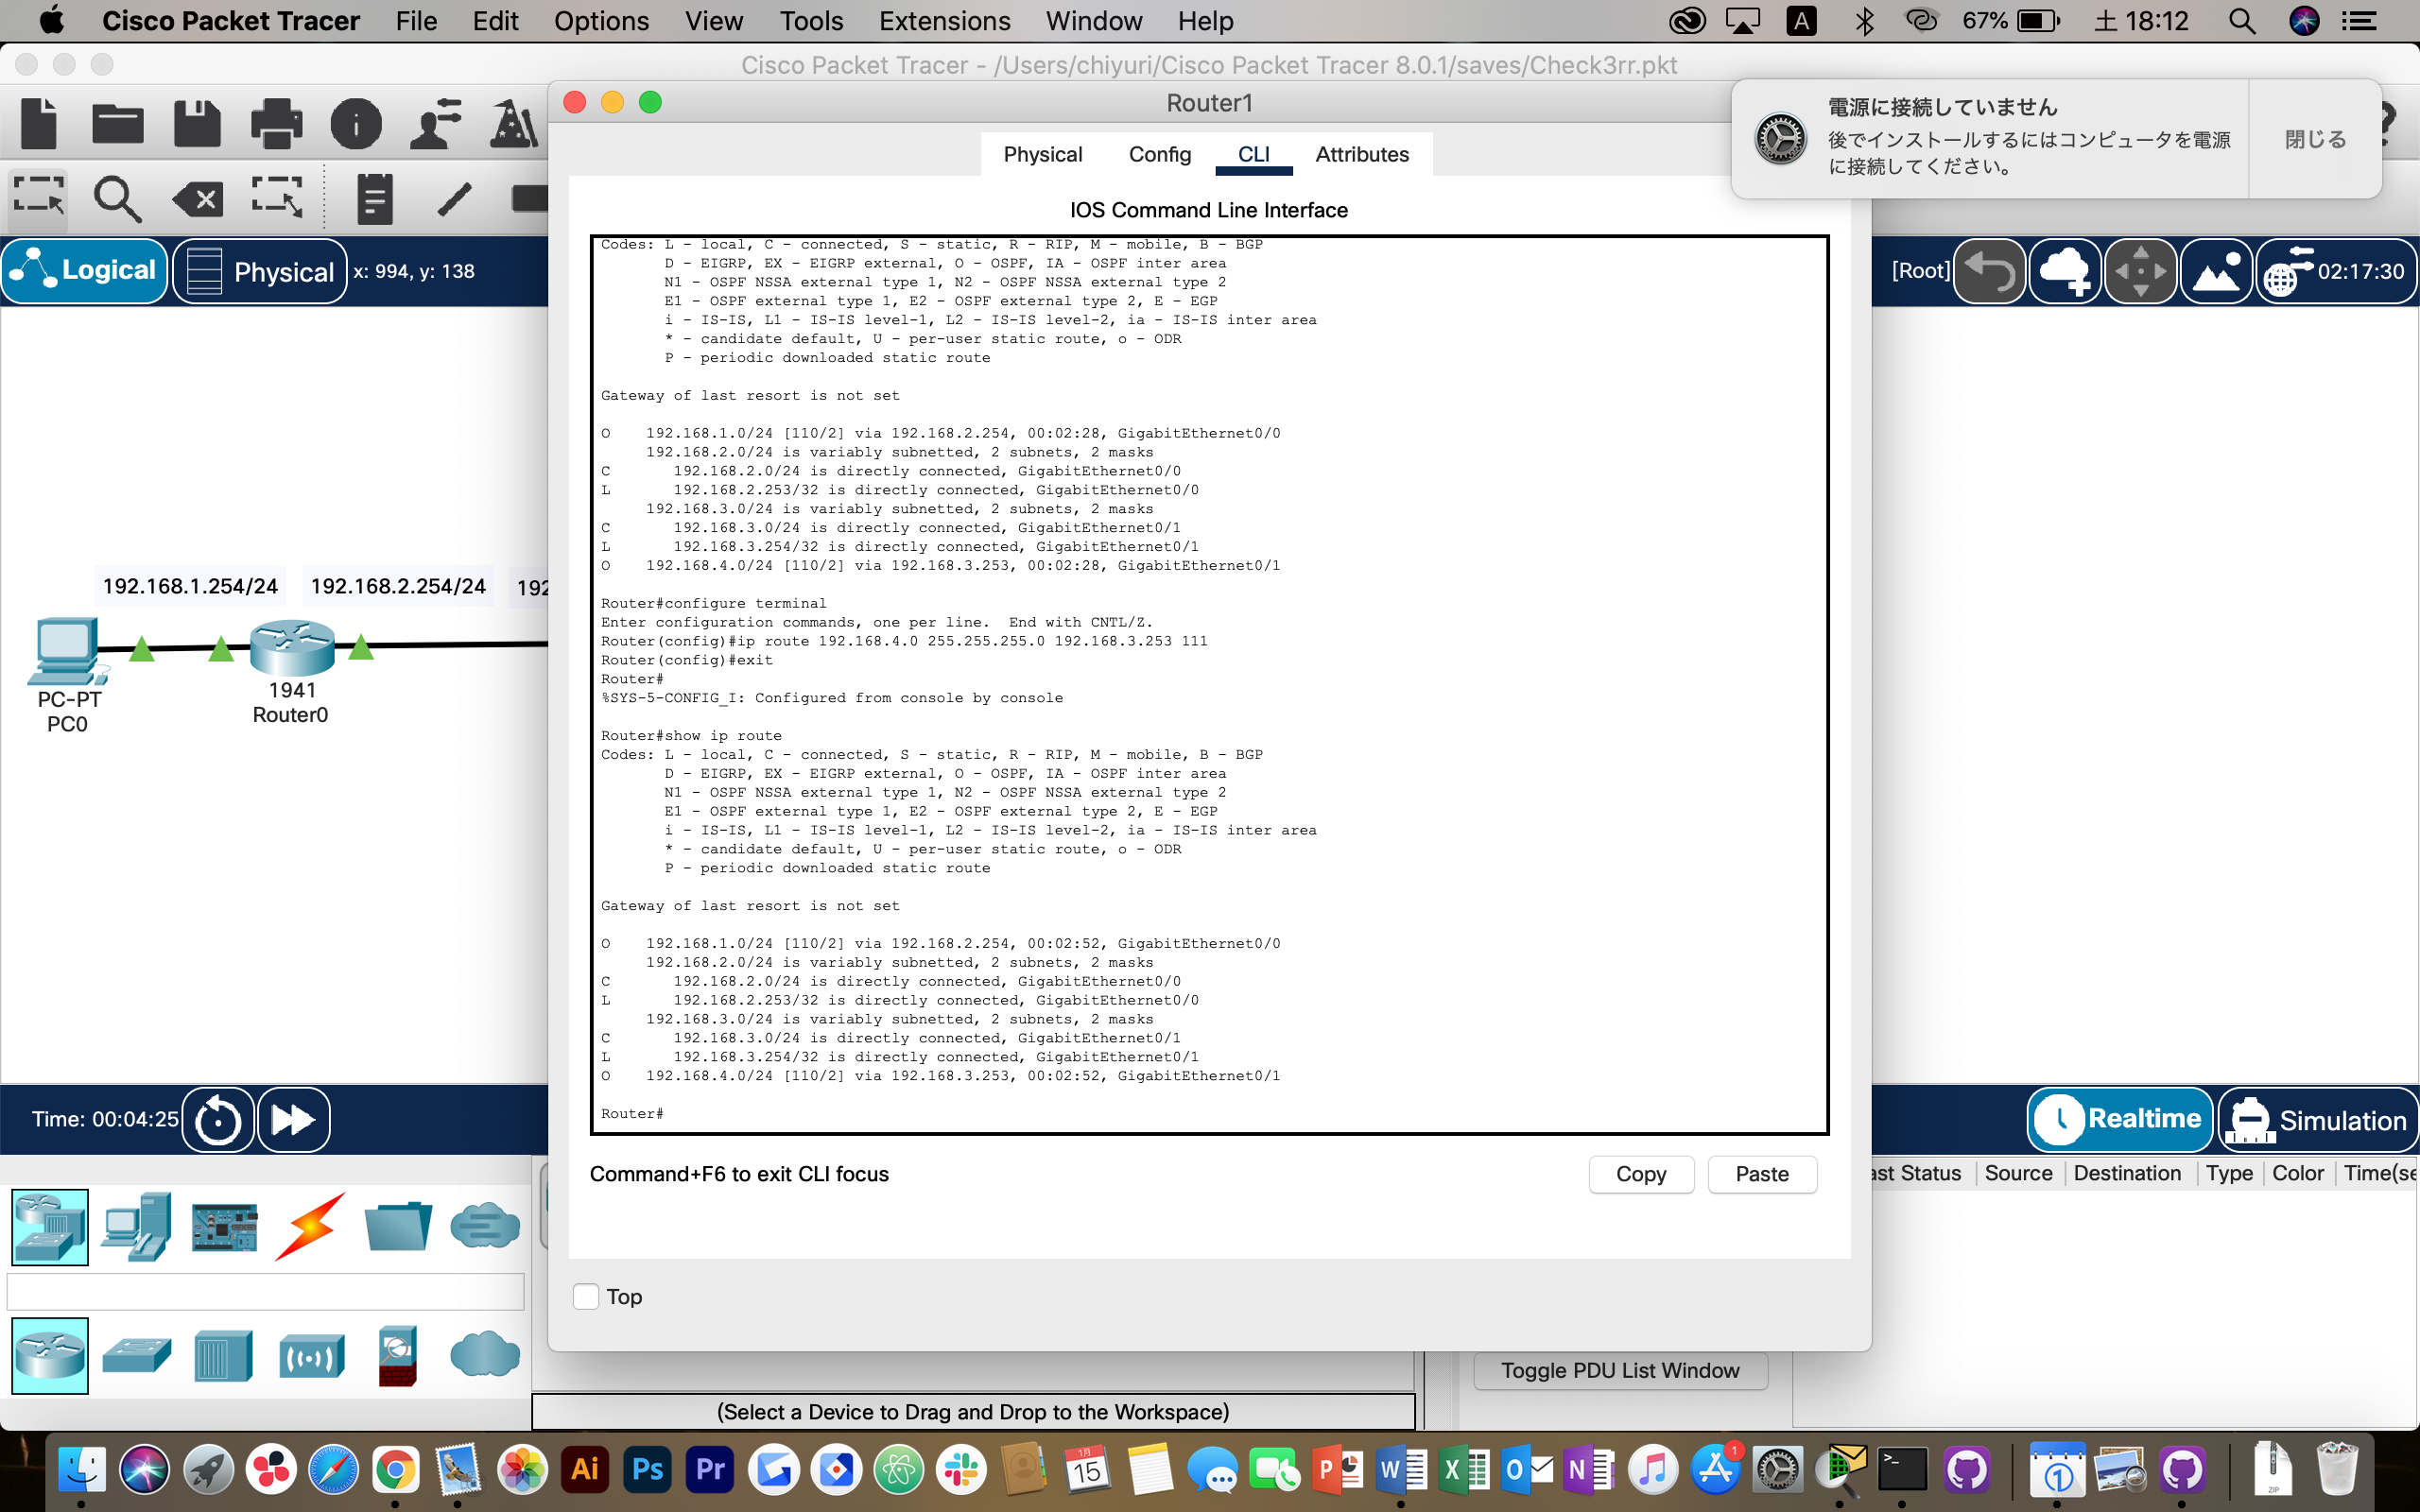 Cisco Packet Tracer File Edit Options View Tools Extensions Window Help A 67% 土 18:12
Cisco Packet Tracer - /Users/chiyuri/Cisco Packet Tracer 8.0.1/saves/Check3rr.pkt
Router1
電源に接続していません
後でインストールするにはコンピュータを電源
に接続してください。
閉じる
Physical Config CLI Attributes
IOS Command Line Interface
Logical Physical x: 994, y: 138
[Root] 02:17:30
Codes: L - local, C - connected, S - static, R - RIP, M - mobile, B - BGP
D - EIGRP, EX - EIGRP external, O - OSPF, IA - OSPF inter area
N1 - OSPF NSSA external type 1, N2 - OSPF NSSA external type 2
E1 - OSPF external type 1, E2 - OSPF external type 2, E - EGP
i - IS-IS, L1 - IS-IS level-1, L2 - IS-IS level-2, ia - IS-IS inter area
* - candidate default, U - per-user static route, o - ODR
P - periodic downloaded static route
Gateway of last resort is not set
O 192.168.1.0/24 [110/2] via 192.168.2.254, 00:02:28, GigabitEthernet0/0
192.168.2.0/24 is variably subnetted, 2 subnets, 2 masks
C 192.168.2.0/24 is directly connected, GigabitEthernet0/0
L 192.168.2.253/32 is directly connected, GigabitEthernet0/0
192.168.3.0/24 is variably subnetted, 2 subnets, 2 masks
C 192.168.3.0/24 is directly connected, GigabitEthernet0/1
L 192.168.3.254/32 is directly connected, GigabitEthernet0/1
O 192.168.4.0/24 [110/2] via 192.168.3.253, 00:02:28, GigabitEthernet0/1
Router#configure terminal
Enter configuration commands, one per line. End with CNTL/Z.
Router(config)#ip route 192.168.4.0 255.255.255.0 192.168.3.253 111
Router(config)#exit
Router#
%SYS-5-CONFIG_I: Configured from console by console
Router#show ip route
Codes: L - local, C - connected, S - static, R - RIP, M - mobile, B - BGP
D - EIGRP, EX - EIGRP external, O - OSPF, IA - OSPF inter area
N1 - OSPF NSSA external type 1, N2 - OSPF NSSA external type 2
E1 - OSPF external type 1, E2 - OSPF external type 2, E - EGP
i - IS-IS, L1 - IS-IS level-1, L2 - IS-IS level-2, ia - IS-IS inter area
* - candidate default, U - per-user static route, o - ODR
P - periodic downloaded static route
Gateway of last resort is not set
O 192.168.1.0/24 [110/2] via 192.168.2.254, 00:02:52, GigabitEthernet0/0
192.168.2.0/24 is variably subnetted, 2 subnets, 2 masks
C 192.168.2.0/24 is directly connected, GigabitEthernet0/0
L 192.168.2.253/32 is directly connected, GigabitEthernet0/0
192.168.3.0/24 is variably subnetted, 2 subnets, 2 masks
C 192.168.3.0/24 is directly connected, GigabitEthernet0/1
L 192.168.3.254/32 is directly connected, GigabitEthernet0/1
O 192.168.4.0/24 [110/2] via 192.168.3.253, 00:02:52, GigabitEthernet0/1
Router#
192.168.1.254/24 192.168.2.254/24 192
PC-PT
PC0
1941
Router0
Command+F6 to exit CLI focus
Copy Paste
Top
Time: 00:04:25
Realtime Simulation
ast Status Source Destination Type Color Time(se
Toggle PDU List Window
(Select a Device to Drag and Drop to the Workspace)
Ai Ps Pr 1月 15 P W X O N 1 >_ 1 ZIP